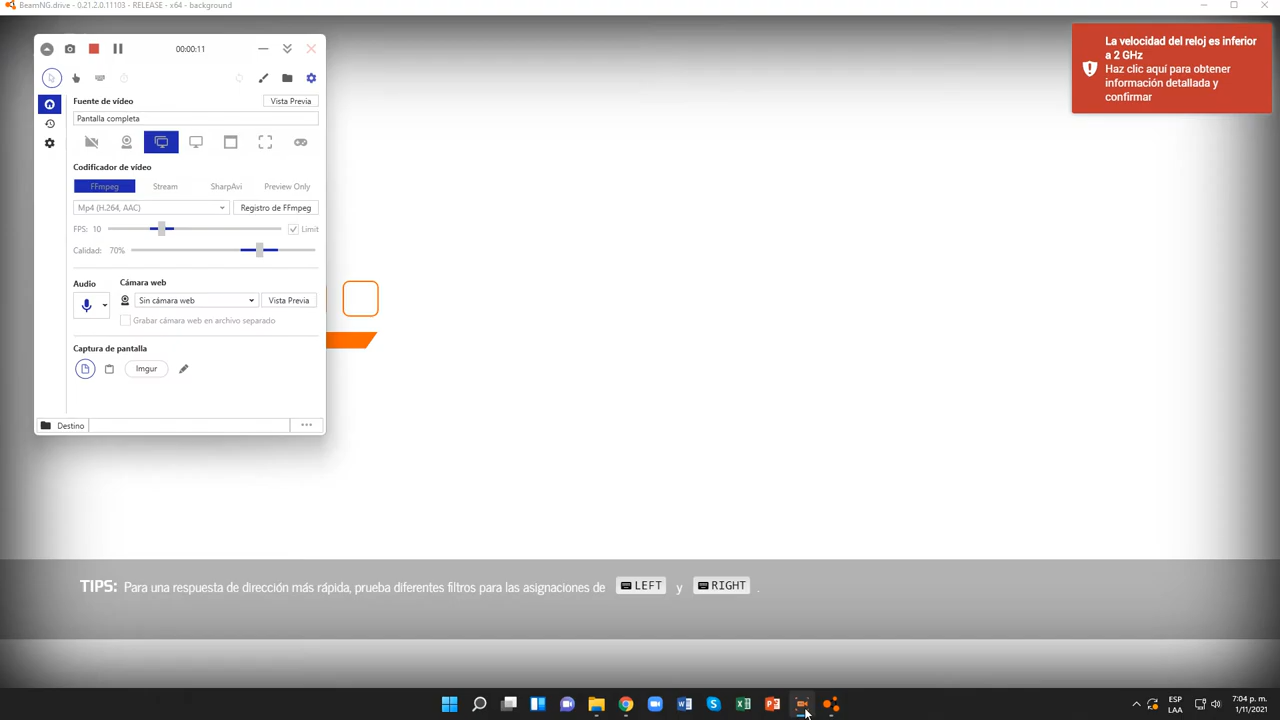 BeamNG.drive - 0.21.2.0.11103 - RELEASE - x64 - background
La velocidad del reloj es inferior
a 2 GHz
Haz clic aquí para obtener
información detallada y
confirmar
00:00:11
Fuente de vídeo
Vista Previa
Pantalla completa
Codificador de vídeo
FFmpeg Stream SharpAvi Preview Only
Mp4 (H.264, AAC) Registro de FFmpeg
FPS: 10 Limit
Calidad: 70%
Audio
Cámara web
Sin cámara web Vista Previa
Grabar cámara web en archivo separado
Captura de pantalla
Imgur
Destino
TIPS: Para una respuesta de dirección más rápida, prueba diferentes filtros para las asignaciones de LEFT y RIGHT .
ESP
LAA
7:04 p. m.
1/11/2021